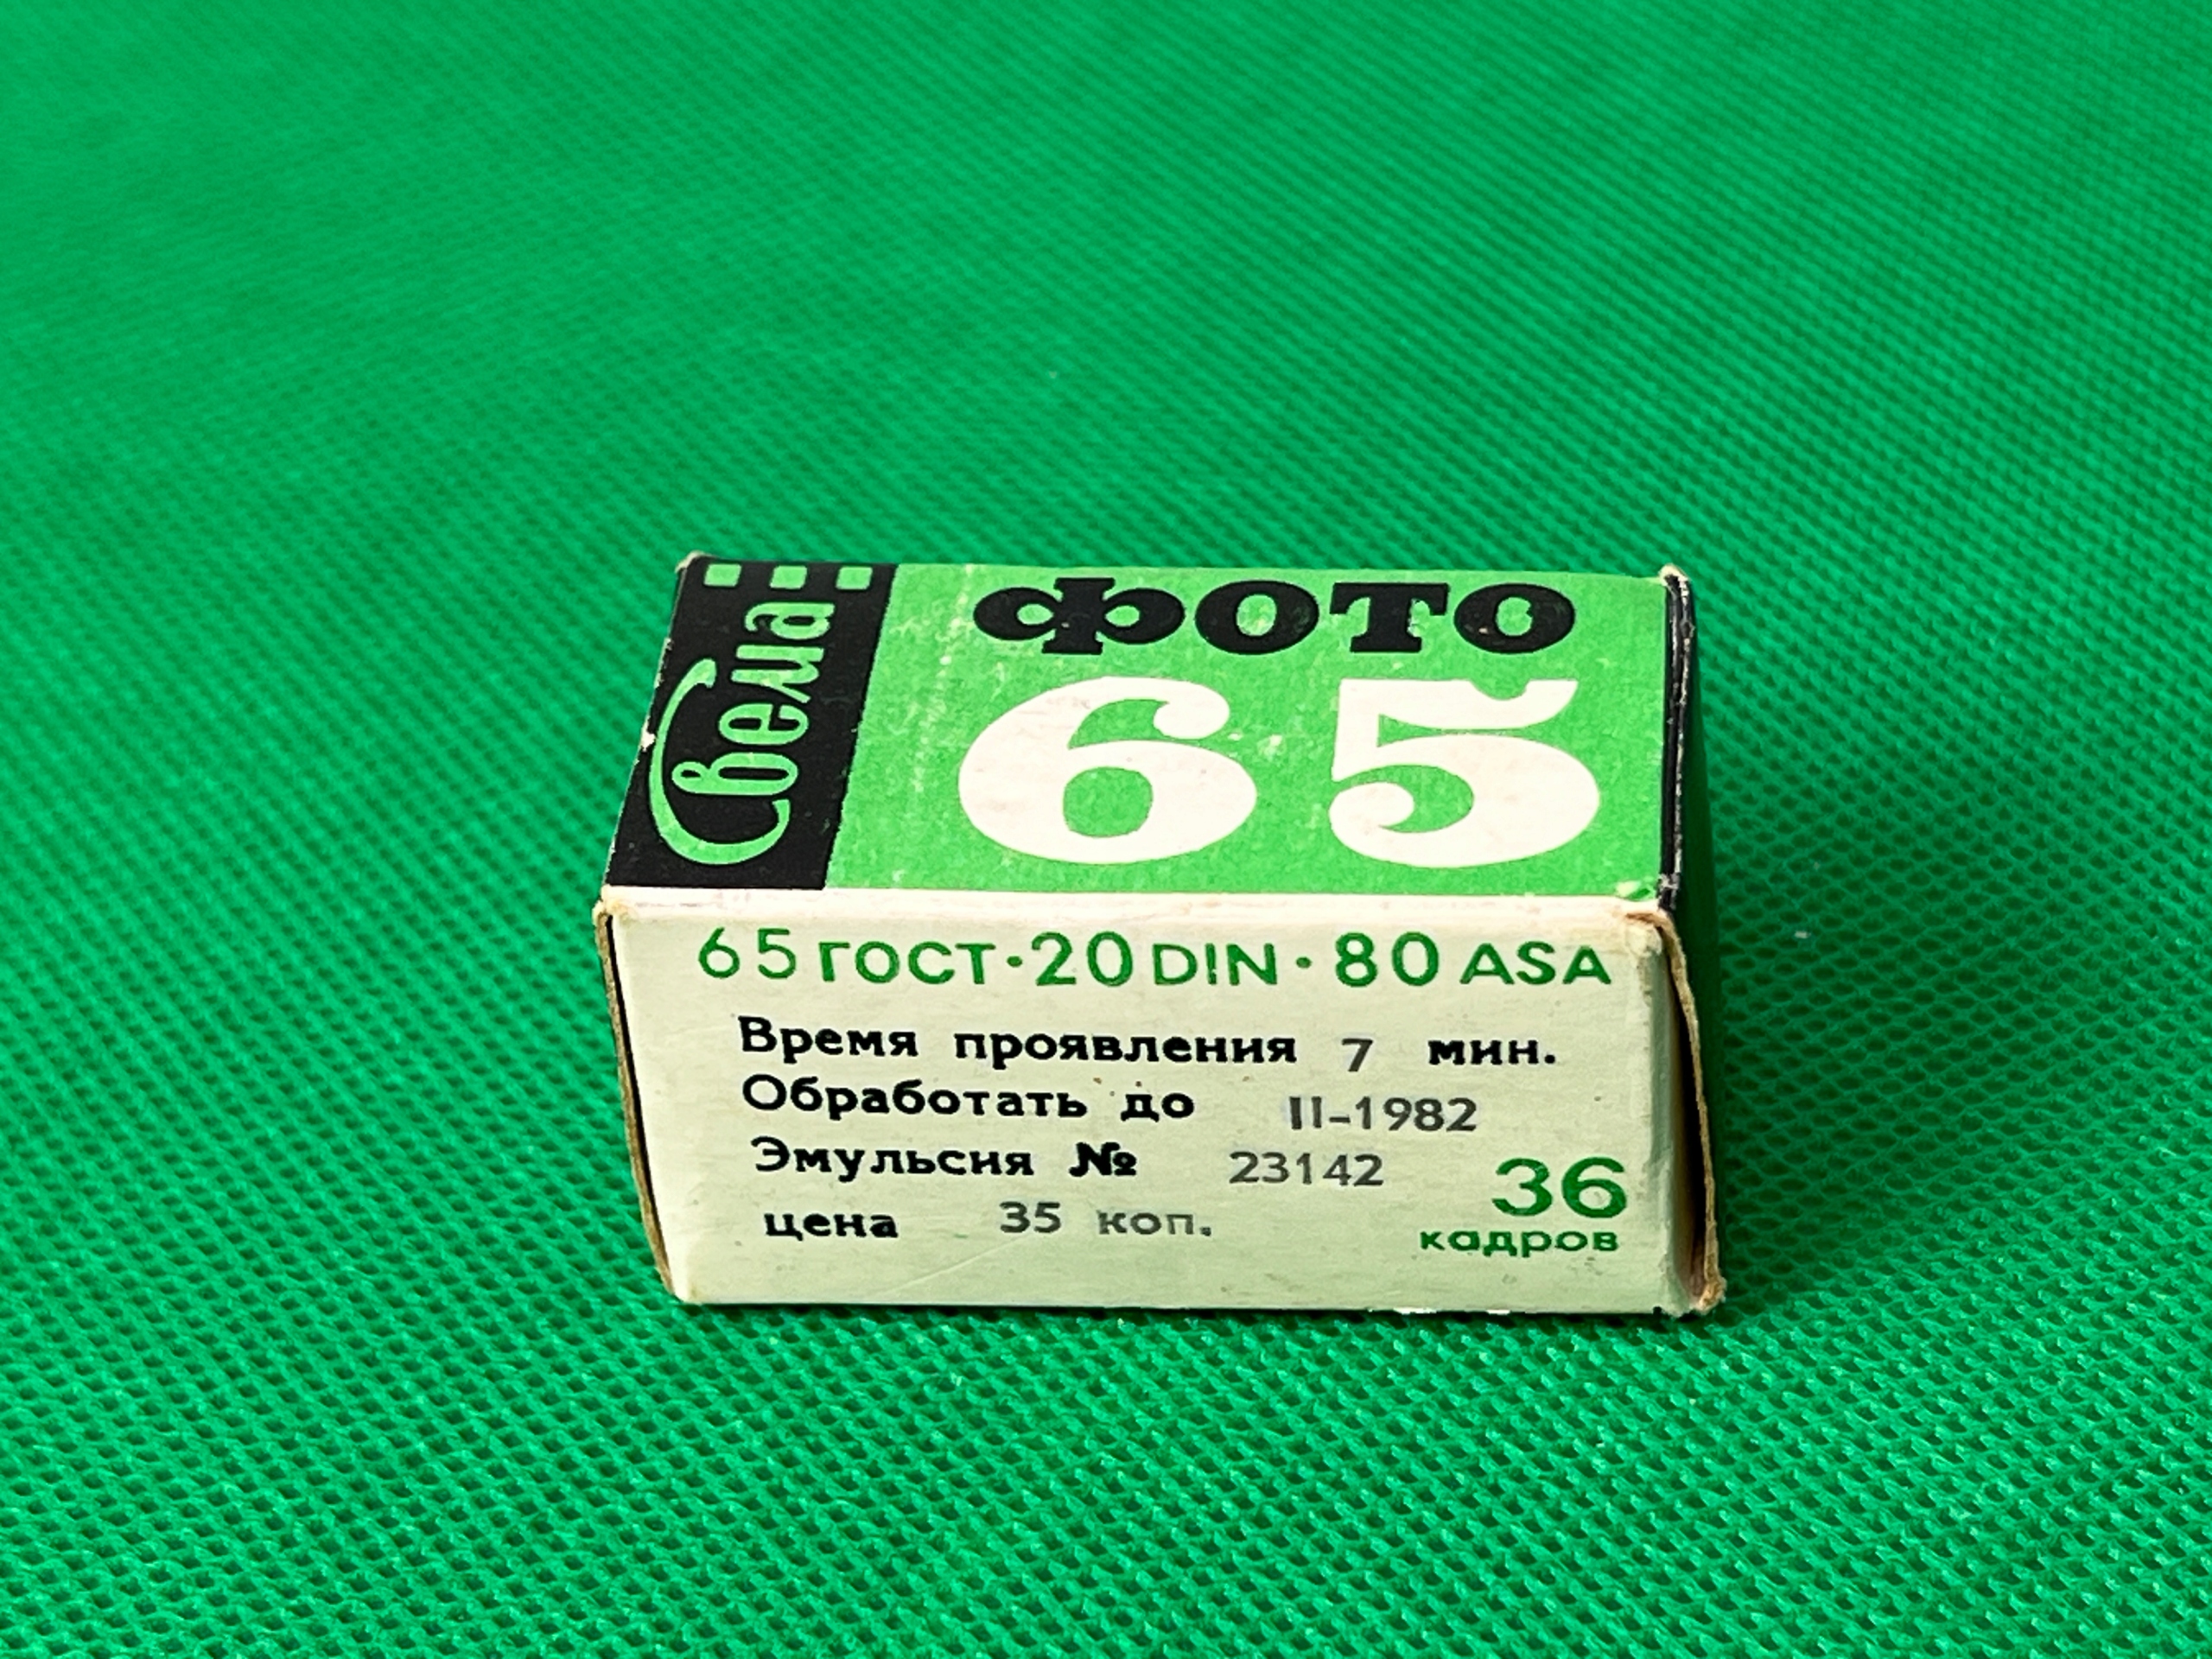 Свема
фото
65
65 ГОСТ·20 DIN·80 ASA
Время проявления 7 мин.
Обработать до II-1982
Эмульсия № 23142
цена 35 коп.
36
кадров